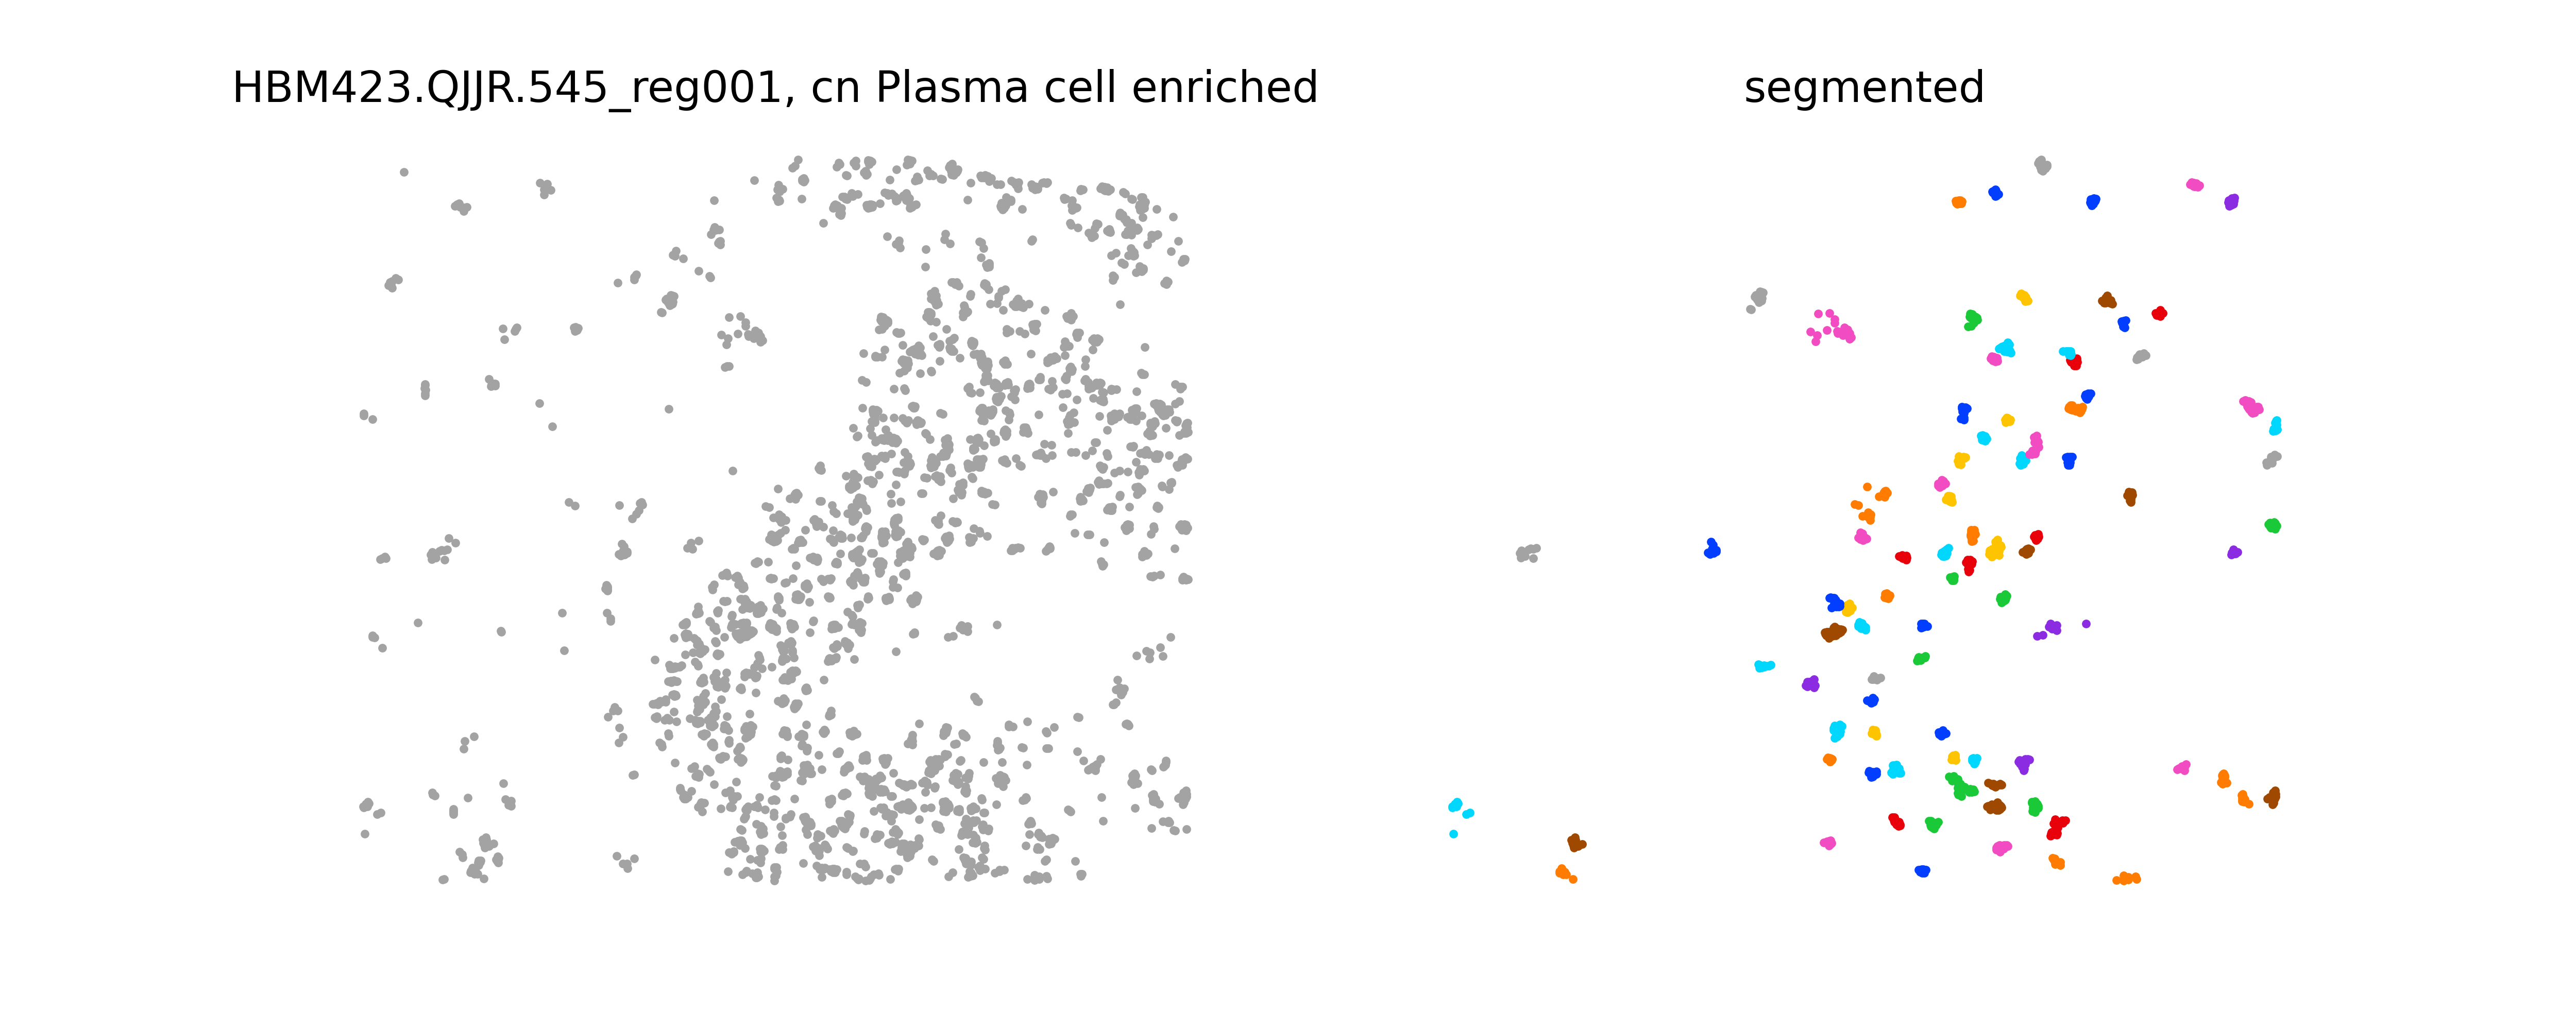 HBM423.QJJR.545_reg001, cn Plasma cell enriched
segmented